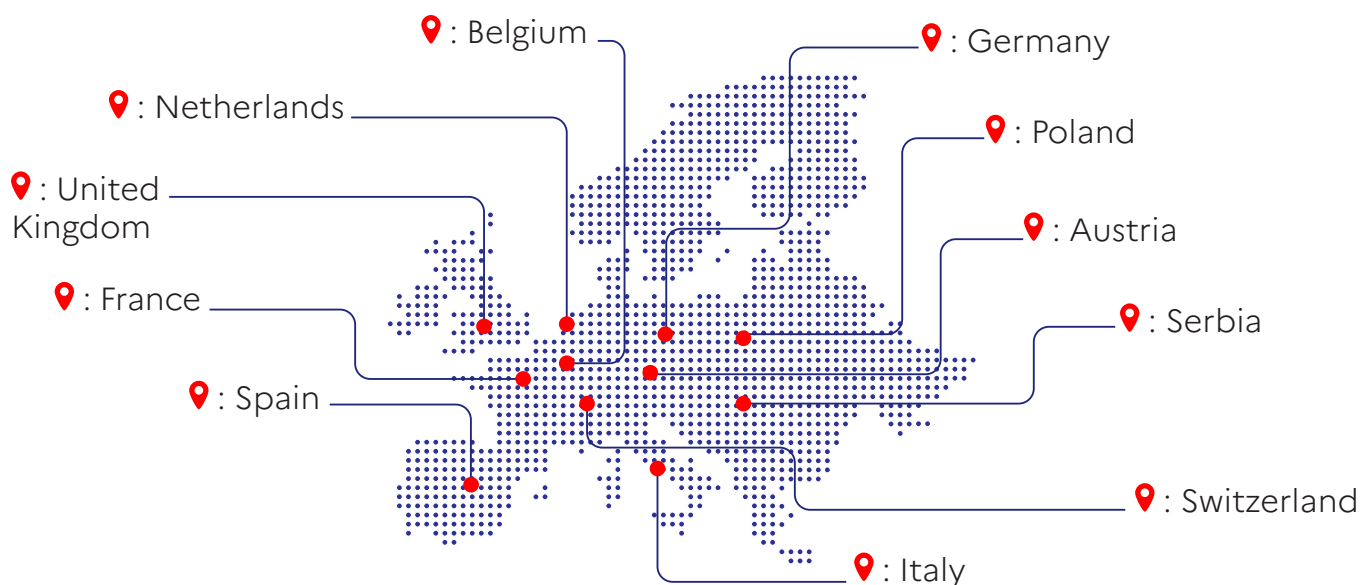 : Belgium
: Germany
: Netherlands
: Poland
: United
Kingdom
: Austria
: France
: Serbia
: Spain
: Switzerland
: Italy